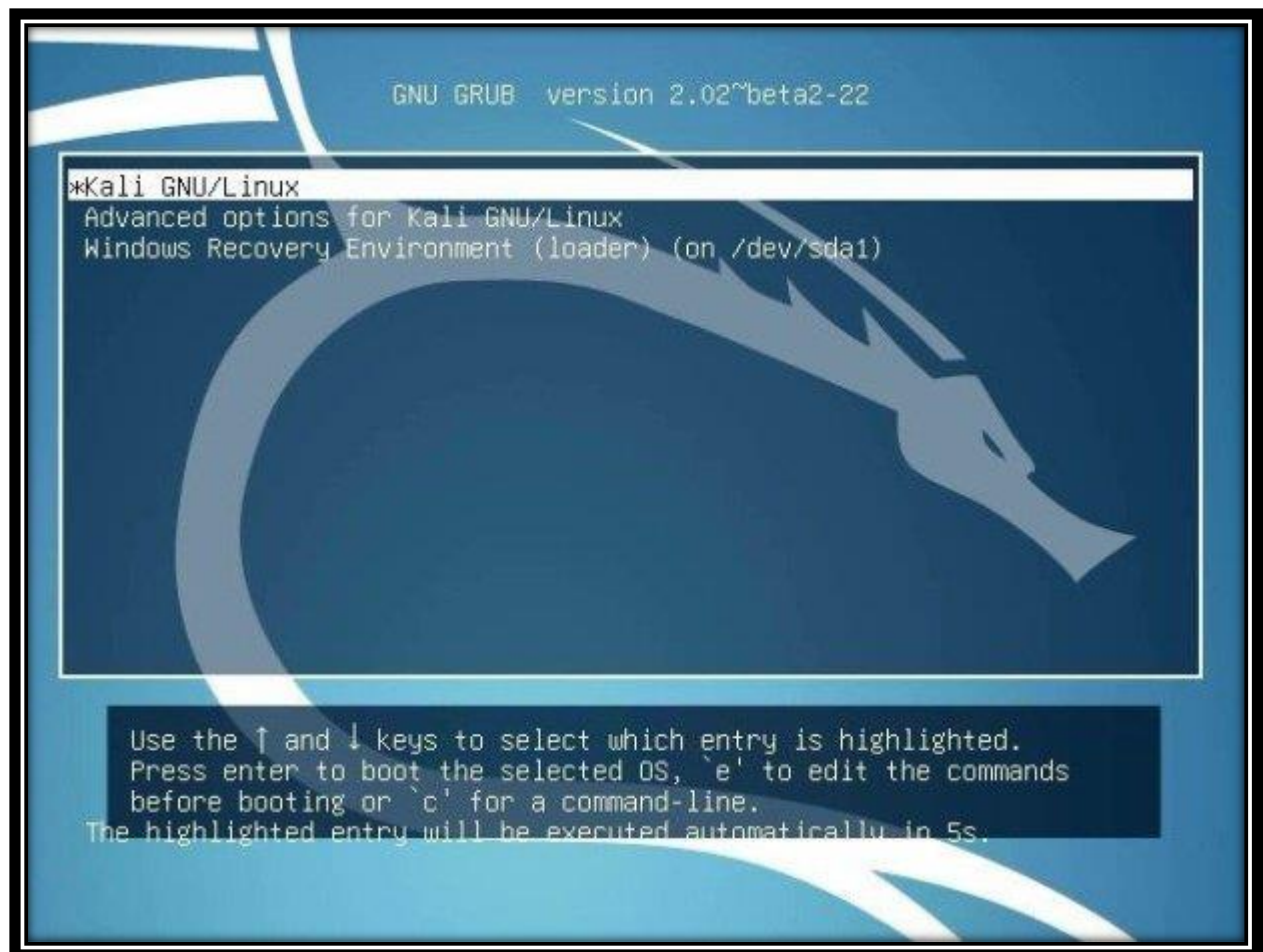 GNU GRUB version 2.02~beta2-22
*Kali GNU/Linux
Advanced options for Kali GNU/Linux
Windows Recovery Environment (loader) (on /dev/sda1)
Use the ↑ and ↓ keys to select which entry is highlighted.
Press enter to boot the selected OS, `e' to edit the commands
before booting or `c' for a command-line.
The highlighted entry will be executed automatically in 5s.